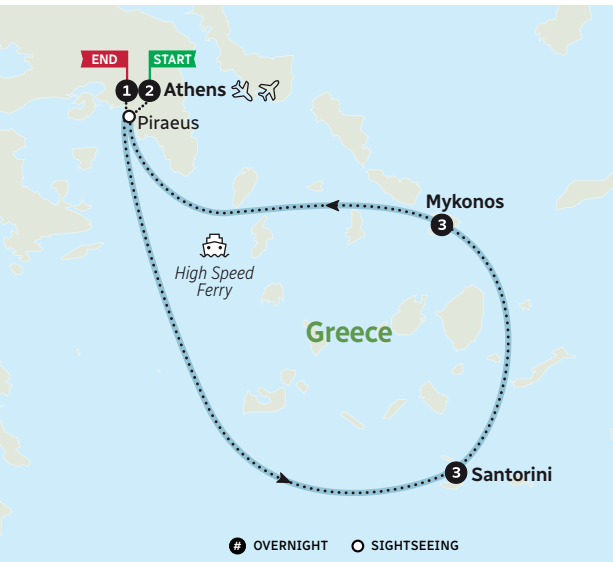 END
START
1
2
Athens
Piraeus
Mykonos
3
High Speed
Ferry
Greece
3
Santorini
# OVERNIGHT
SIGHTSEEING